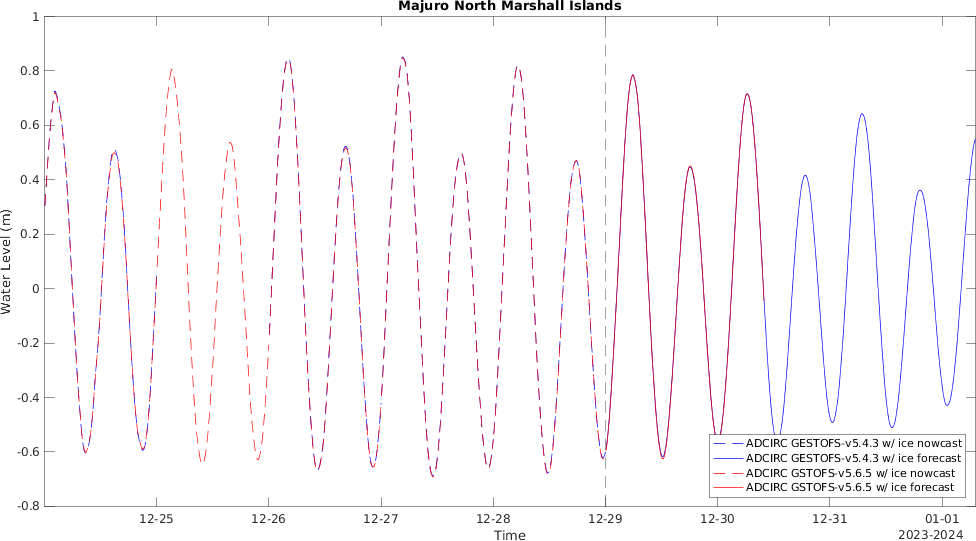 Majuro North Marshall Islands
1
0.8
0.6
0.4
0.2
0
-0.2
-0.4
-0.6
-0.8
Water Level (m)
12-25
12-26
12-27
12-28
12-29
12-30
12-31
01-01
Time
2023-2024
ADCIRC GESTOFS-v5.4.3 w/ ice nowcast
ADCIRC GESTOFS-v5.4.3 w/ ice forecast
ADCIRC GSTOFS-v5.6.5 w/ ice nowcast
ADCIRC GSTOFS-v5.6.5 w/ ice forecast